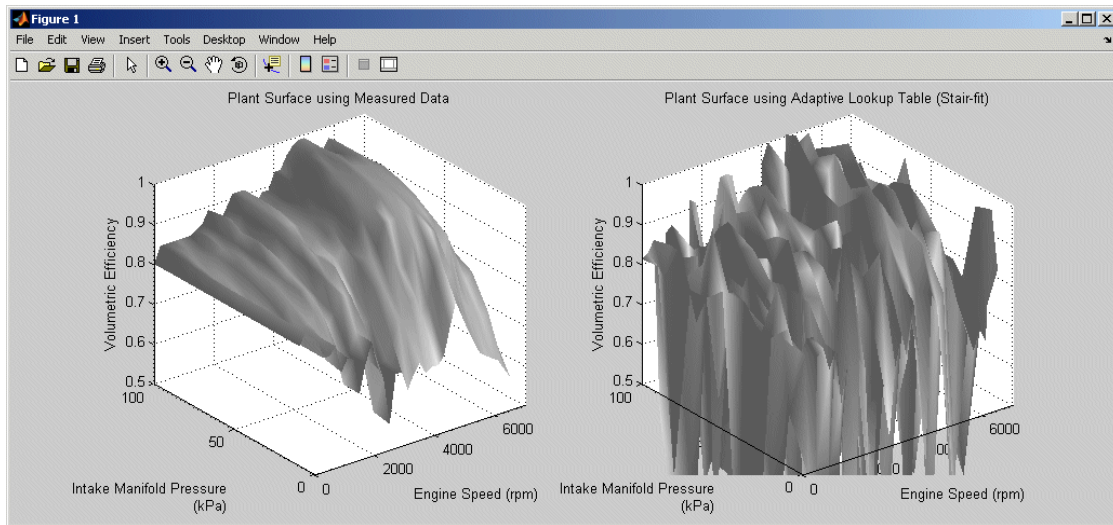 Figure 1
File Edit View Insert Tools Desktop Window Help
Plant Surface using Measured Data
1
0.9
0.8
0.7
0.6
0.5
Volumetric Efficiency
100
50
0
Intake Manifold Pressure
(kPa)
0
2000
4000
6000
Engine Speed (rpm)
Plant Surface using Adaptive Lookup Table (Stair-fit)
1
0.9
0.8
0.7
0.6
0.5
Volumetric Efficiency
100
0
Intake Manifold Pressure
(kPa)
0
6000
Engine Speed (rpm)